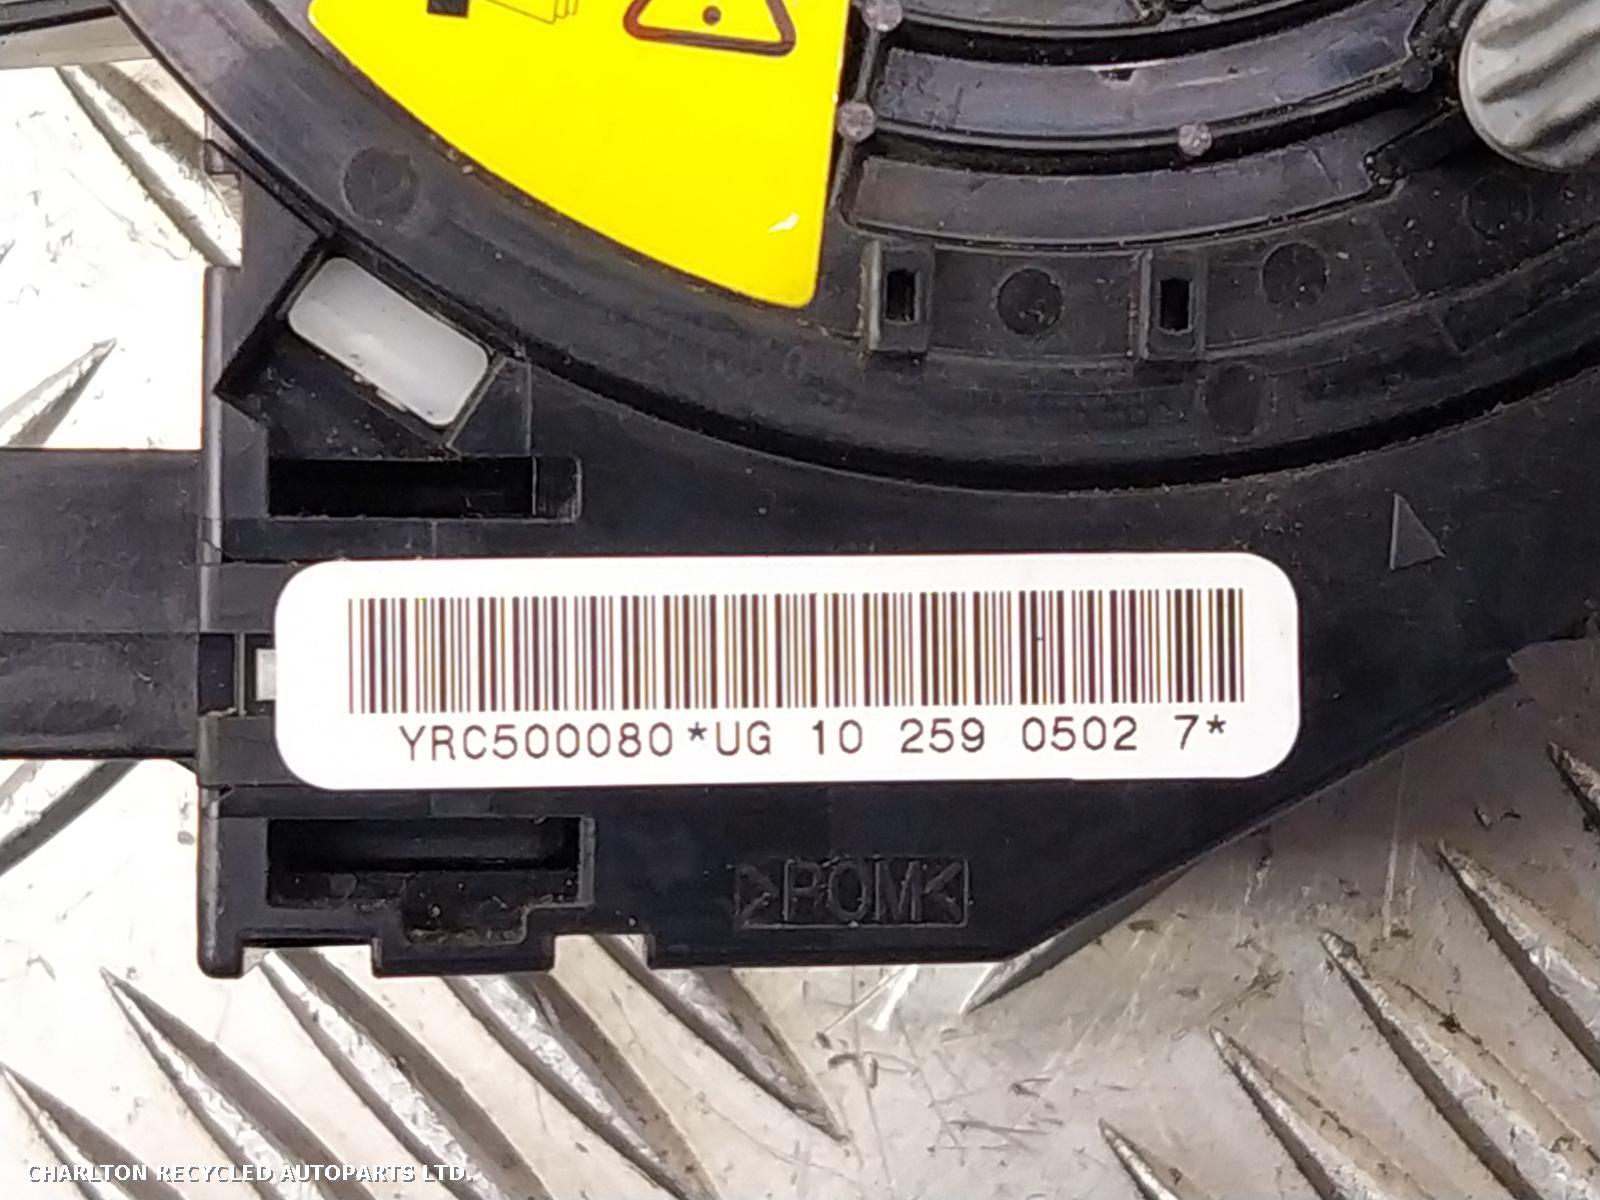 YRC500080*UG 10 259 0502 7*
>POM<
CHARLTON RECYCLED AUTOPARTS LTD.